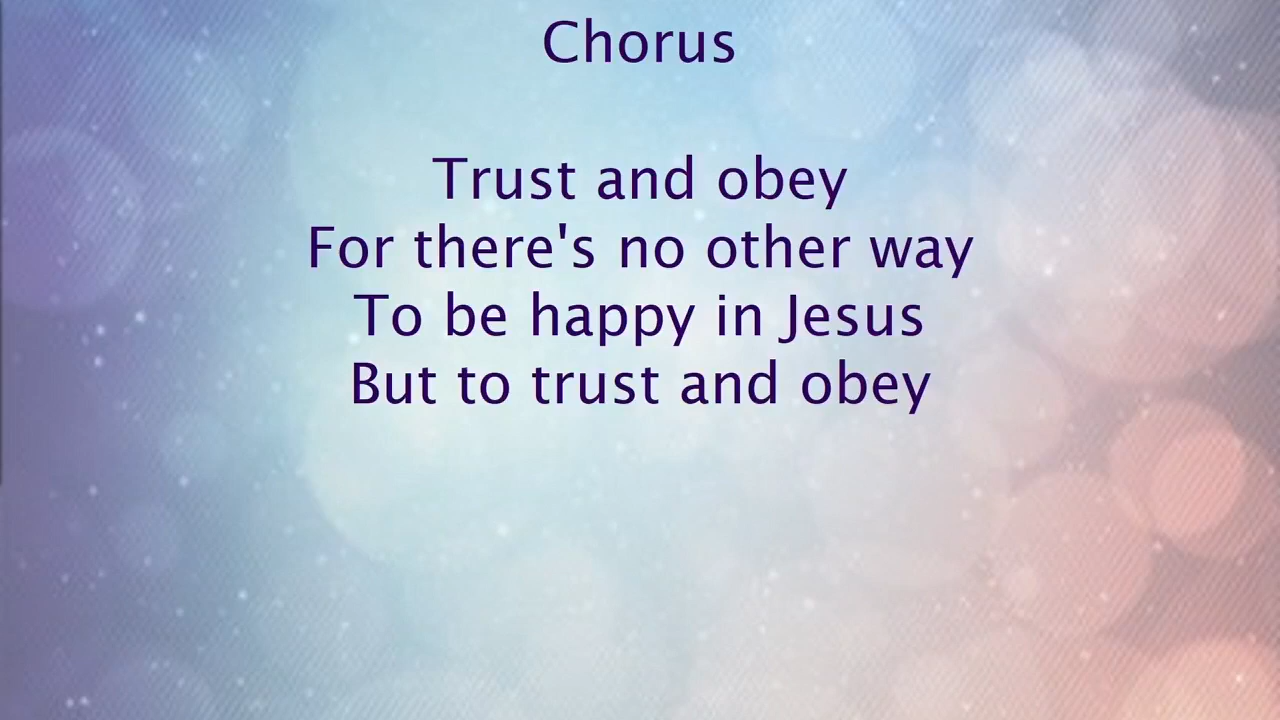 Chorus
Trust and obey
For there's no other way
To be happy in Jesus
But to trust and obey